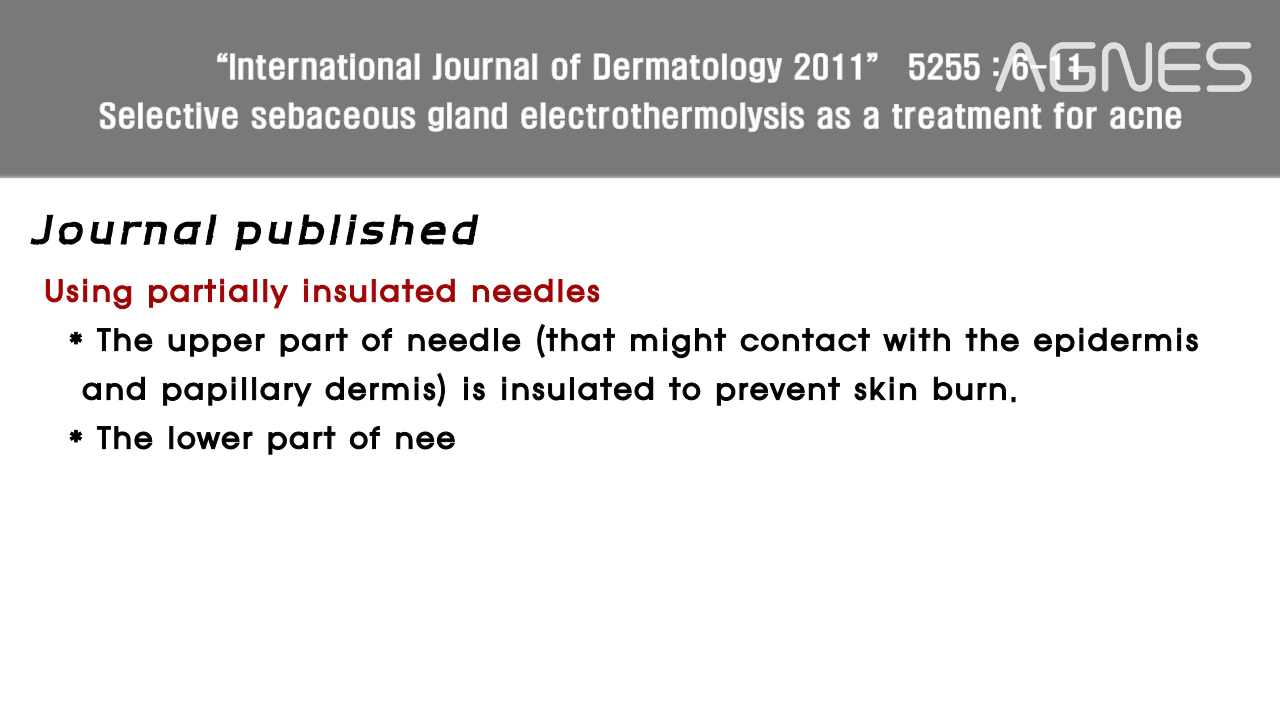 “International Journal of Dermatology 2011” 5255 : 6-11
AGNES
Selective sebaceous gland electrothermolysis as a treatment for acne
Journal published
Using partially insulated needles
* The upper part of needle (that might contact with the epidermis
and papillary dermis) is insulated to prevent skin burn.
* The lower part of nee